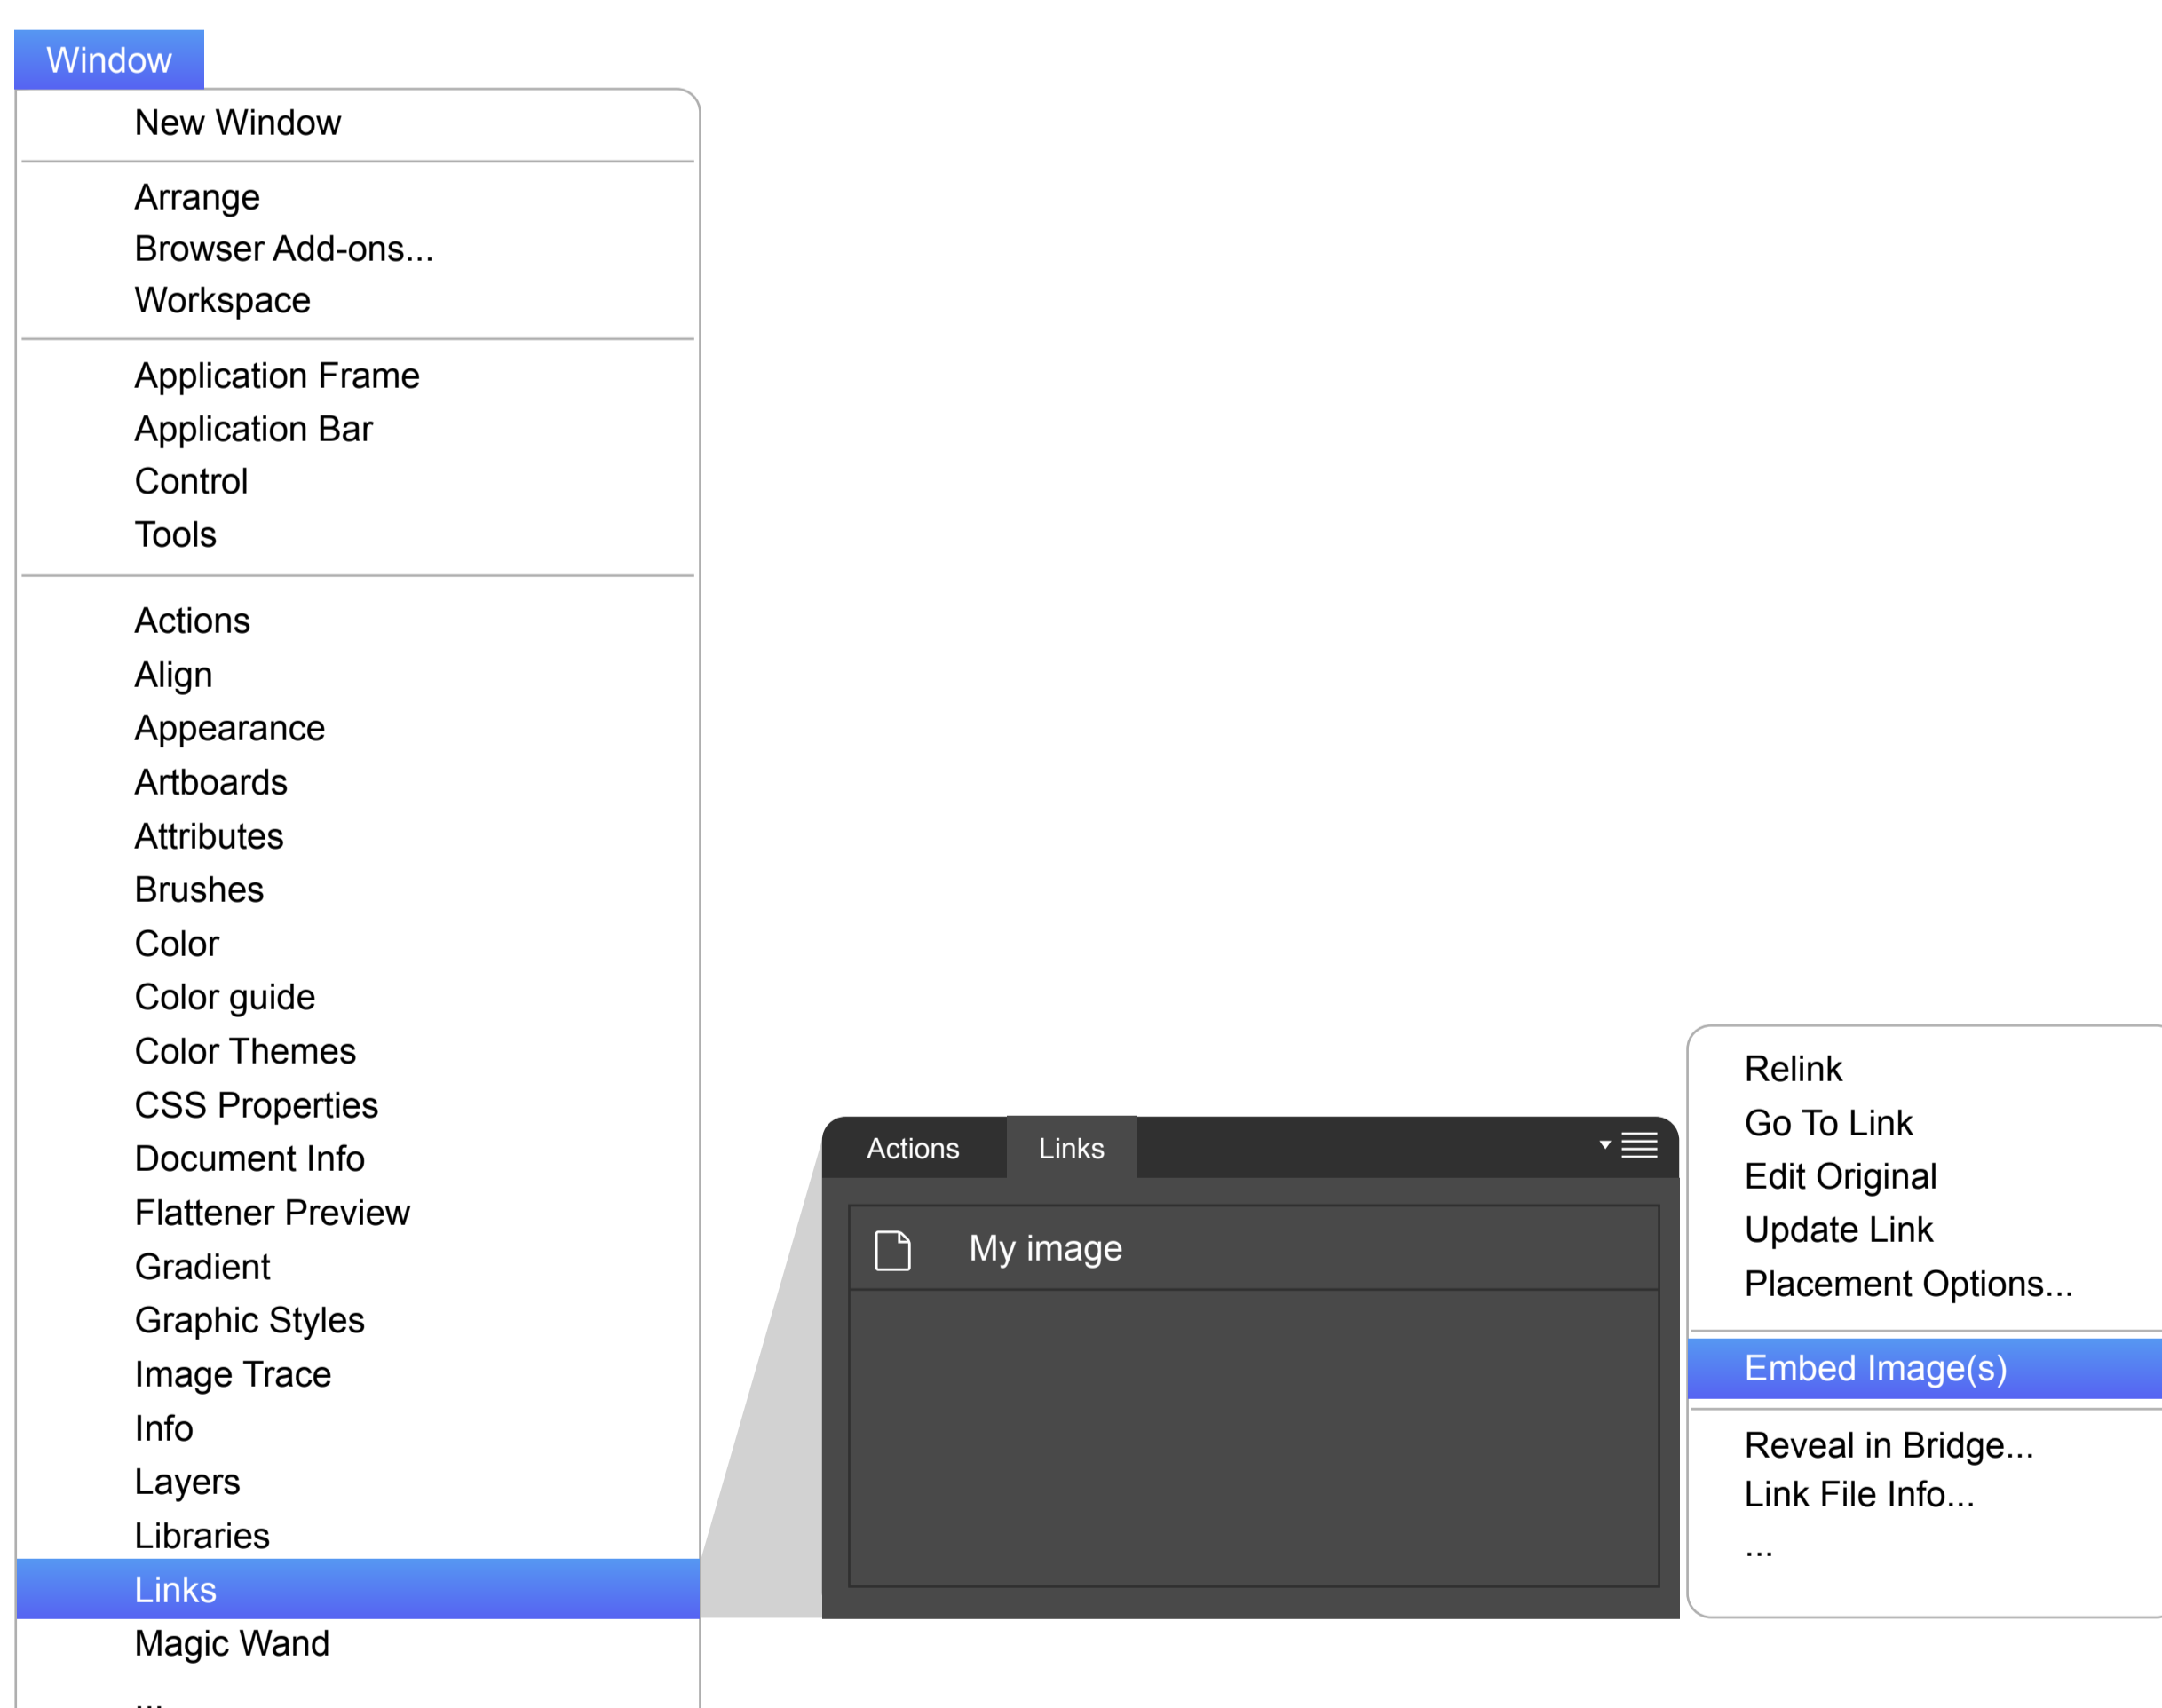 Window
New Window
Arrange
Browser Add-ons...
Workspace
Application Frame
Application Bar
Control
Tools
Actions
Align
Appearance
Artboards
Attributes
Brushes
Color
Color guide
Color Themes
CSS Properties
Document Info
Flattener Preview
Gradient
Graphic Styles
Image Trace
Info
Layers
Libraries
Links
Magic Wand
...
Actions
Links
My image
Relink
Go To Link
Edit Original
Update Link
Placement Options...
Embed Image(s)
Reveal in Bridge...
Link File Info...
...